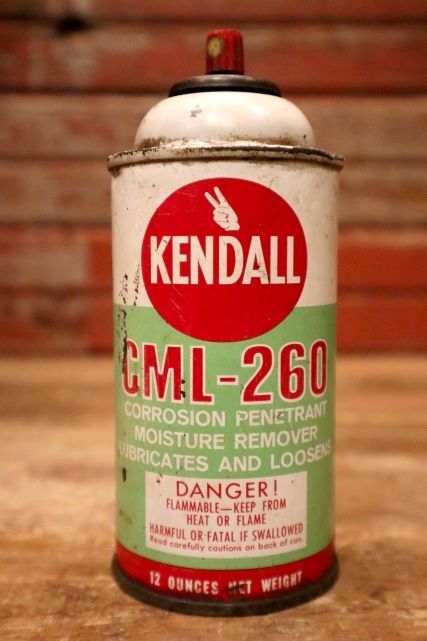 KENDALL
CML-260
CORROSION PENETRANT
MOISTURE REMOVER
LUBRICATES AND LOOSENS
DANGER!
FLAMMABLE—KEEP FROM
HEAT OR FLAME
HARMFUL OR FATAL IF SWALLOWED
Read carefully cautions on back of can.
12 OUNCES NET WEIGHT